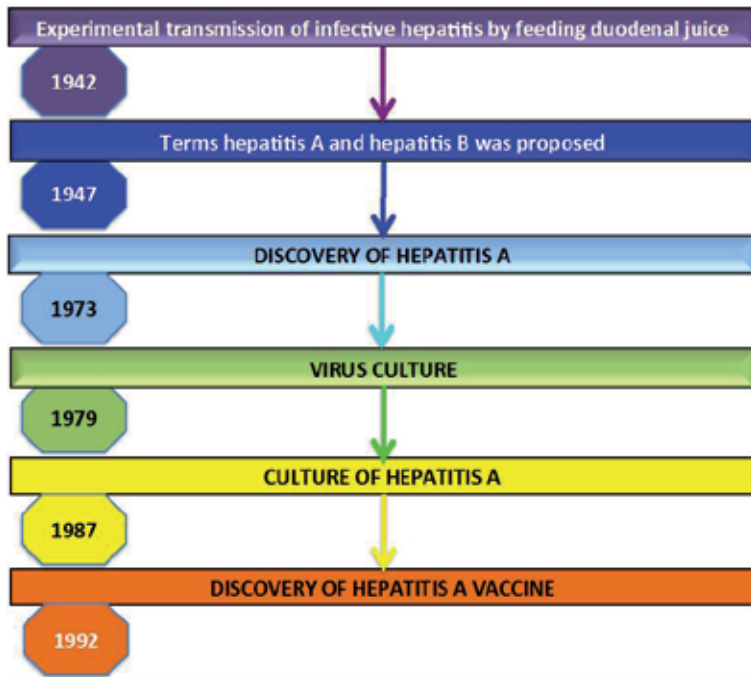 Experimental transmission of infective hepatitis by feeding duodenal juice
1942
Terms hepatitis A and hepatitis B was proposed
1947
DISCOVERY OF HEPATITIS A
1973
VIRUS CULTURE
1979
CULTURE OF HEPATITIS A
1987
DISCOVERY OF HEPATITIS A VACCINE
1992